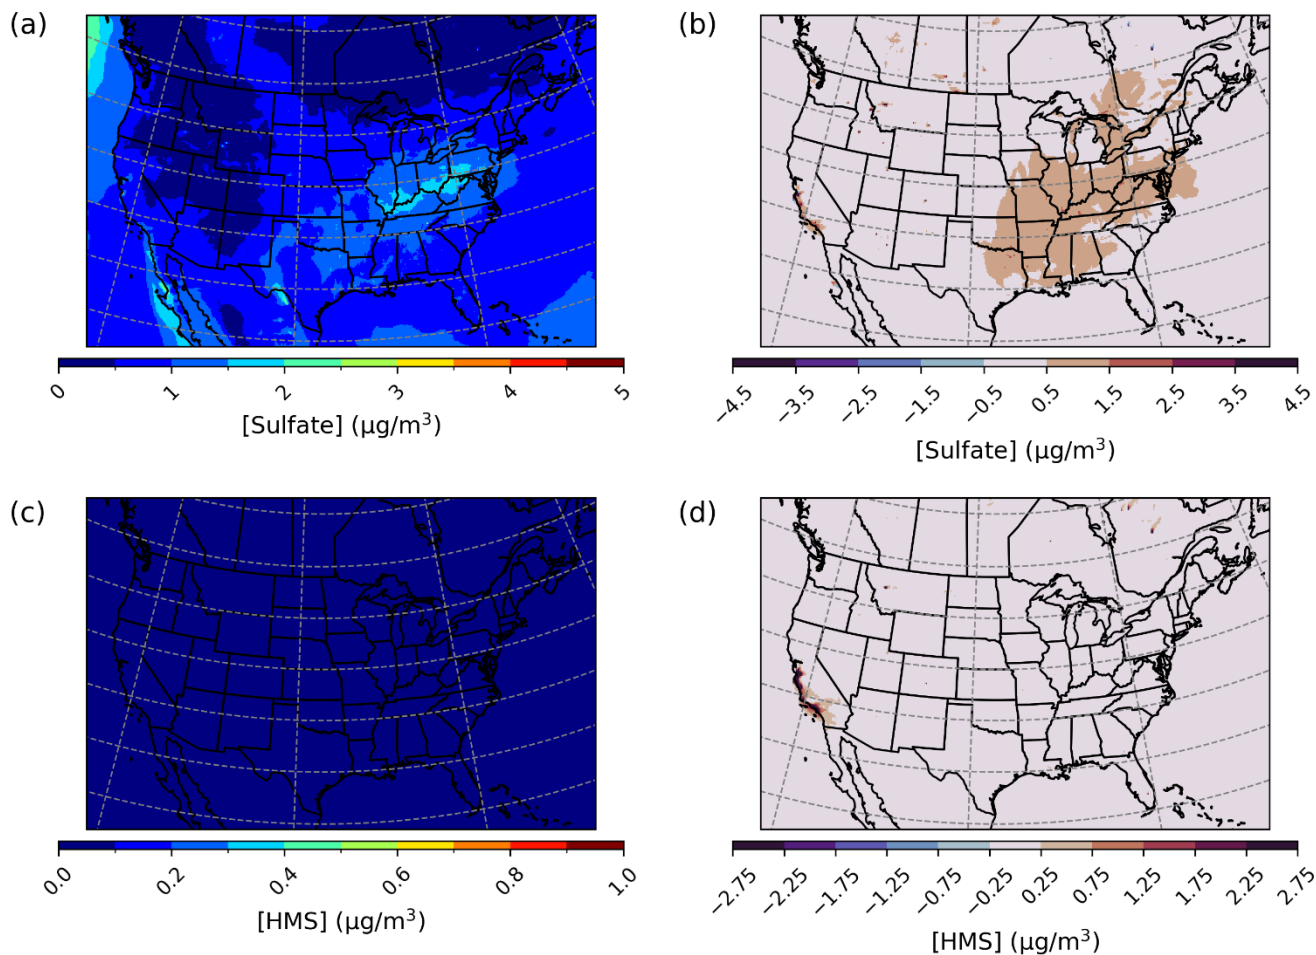 (a)
(b)
0 1 2 3 4 5
[Sulfate] (μg/m³)
−4.5 −3.5 −2.5 −1.5 −0.5 0.5 1.5 2.5 3.5 4.5
[Sulfate] (μg/m³)
(c)
(d)
0.0 0.2 0.4 0.6 0.8 1.0
[HMS] (μg/m³)
−2.75 −2.25 −1.75 −1.25 −0.75 −0.25 0.25 0.75 1.25 1.75 2.25 2.75
[HMS] (μg/m³)